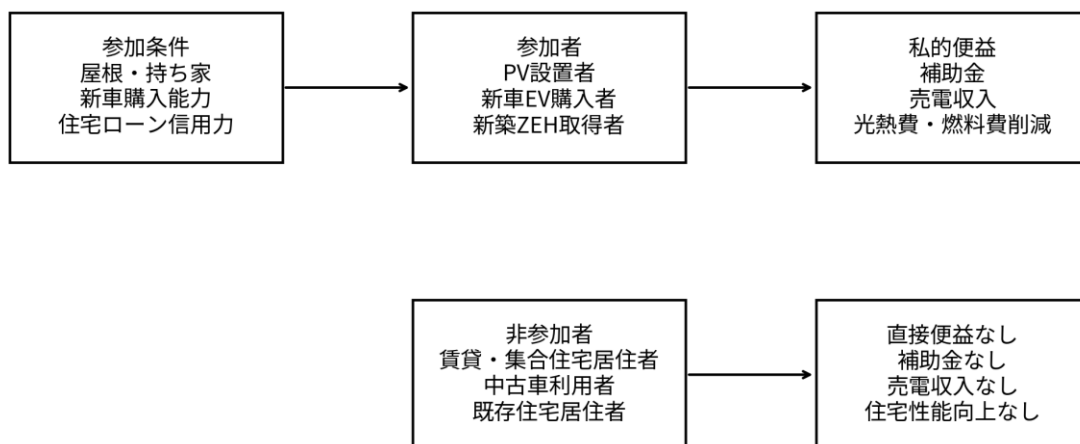 参加条件
屋根・持ち家
新車購入能力
住宅ローン信用力
参加者
PV設置者
新車EV購入者
新築ZEH取得者
私的便益
補助金
売電収入
光熱費・燃料費削減
非参加者
賃貸・集合住宅居住者
中古車利用者
既存住宅居住者
直接便益なし
補助金なし
売電収入なし
住宅性能向上なし